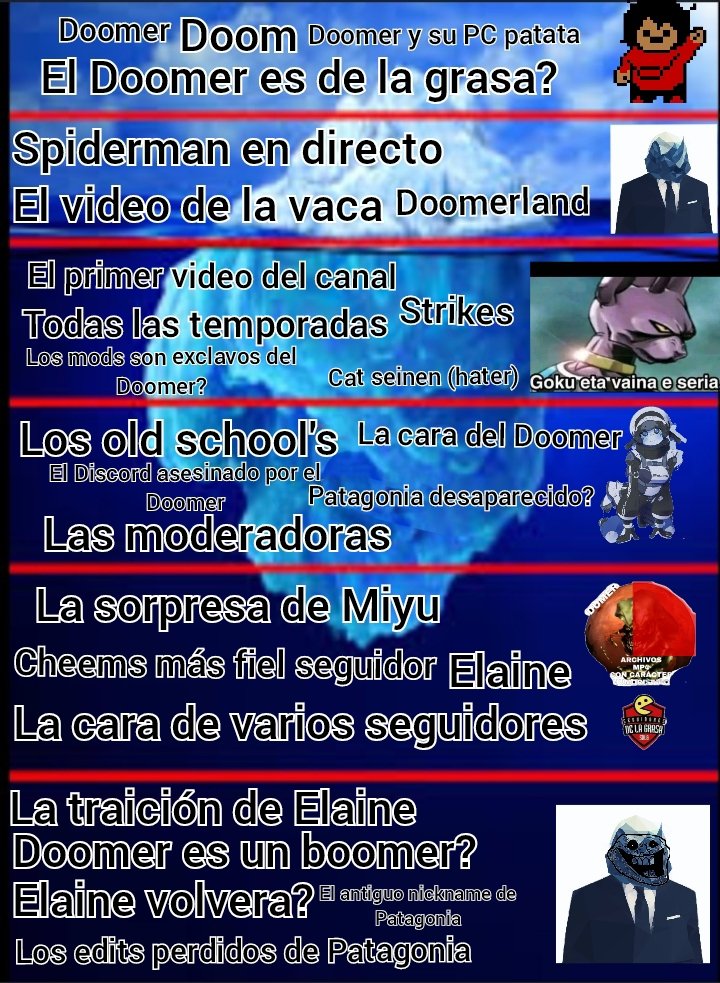 Doomer Doom Doomer y su PC patata
El Doomer es de la grasa?
Spiderman en directo
El video de la vaca Doomerland
El primer video del canal
Todas las temporadas Strikes
Los mods son exclavos del
Doomer?
Cat seinen (hater)
Goku eta vaina e seria
Los old school's La cara del Doomer
El Discord asesinado por el
Doomer
Patagonia desaparecido?
Las moderadoras
La sorpresa de Miyu
Cheems más fiel seguidor Elaine
ARCHIVOS
MPG
CON CARACTER
La cara de varios seguidores
DE LA GRASA
La traición de Elaine
Doomer es un boomer?
Elaine volvera? El antiguo nickname de
Patagonia
Los edits perdidos de Patagonia